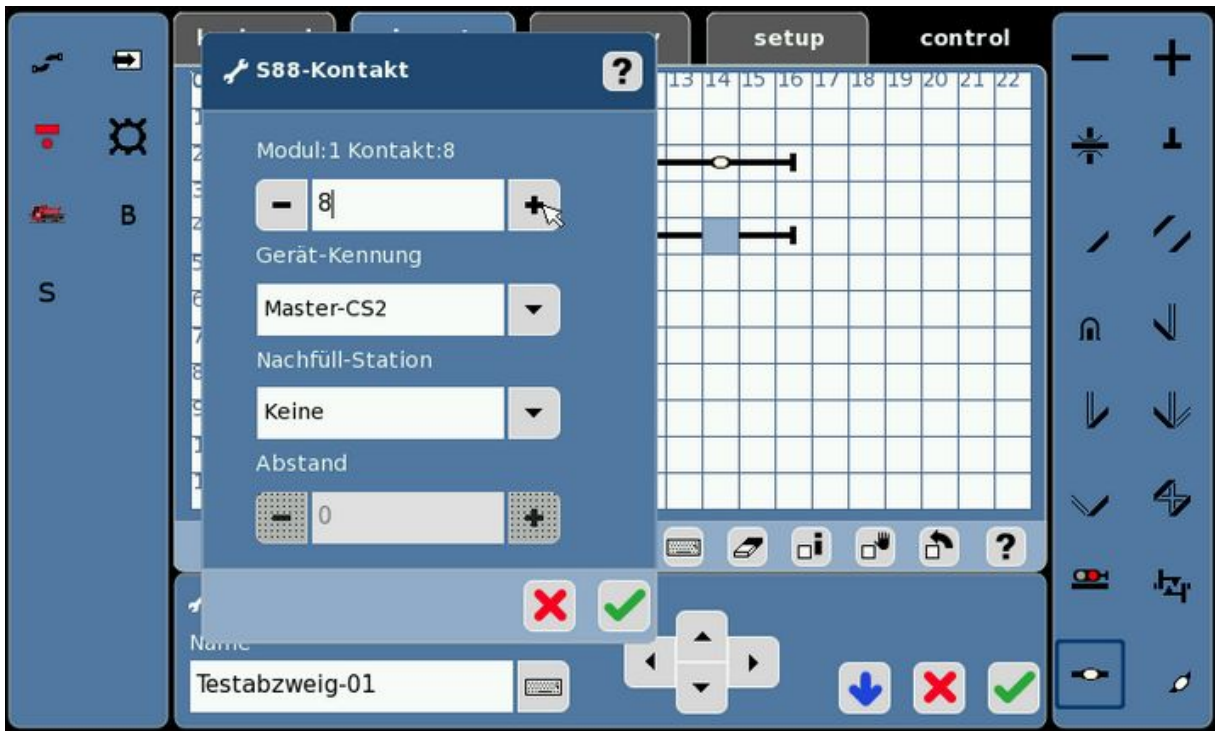 setup
control
S88-Kontakt
?
13 14 15 16 17 18 19 20 21 22
Modul:1 Kontakt:8
8
B
Gerät-Kennung
S
Master-CS2
Nachfüll-Station
Keine
Abstand
0
?
Name
Testabzweig-01